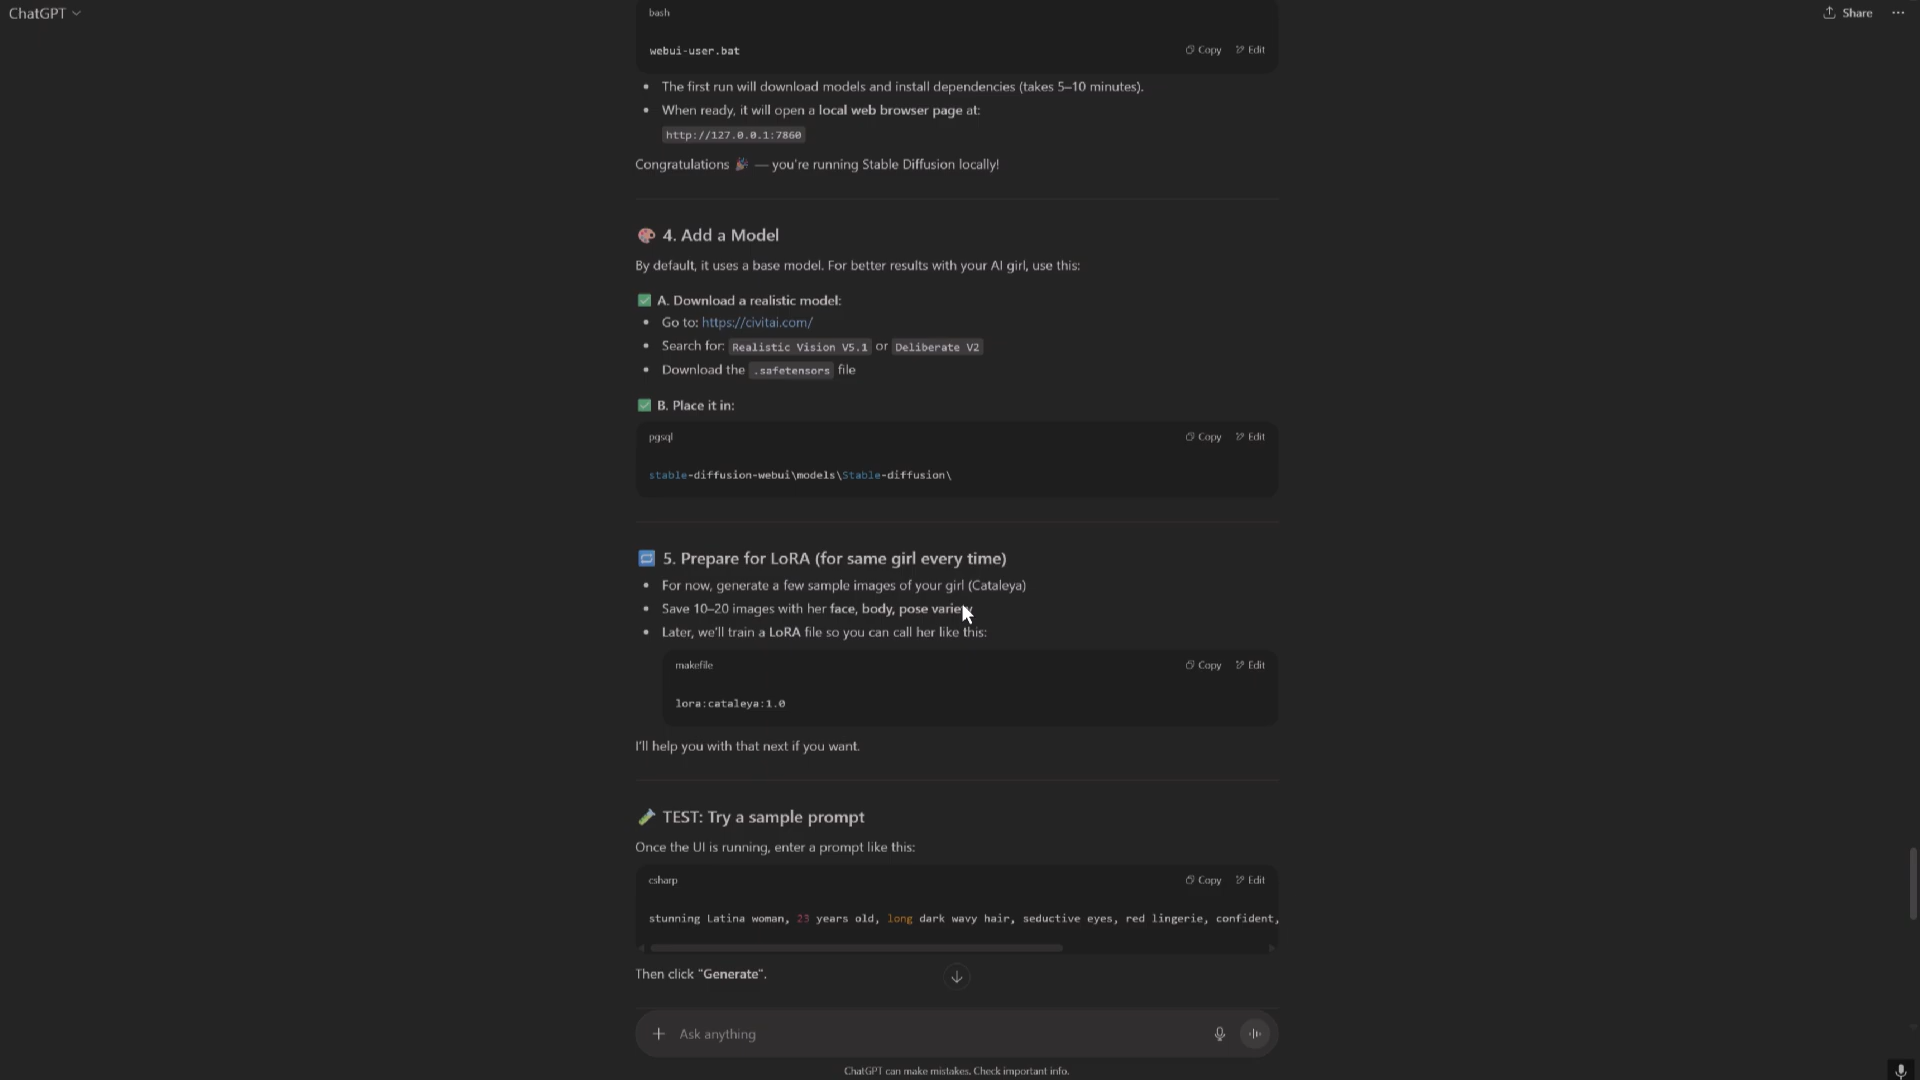 ChatGPT
Share
bash
webui-user.bat
Copy Edit
The first run will download models and install dependencies (takes 5–10 minutes).
When ready, it will open a local web browser page at:
http://127.0.0.1:7860
Congratulations 🎉 — you're running Stable Diffusion locally!
🎨 4. Add a Model
By default, it uses a base model. For better results with your AI girl, use this:
✅ A. Download a realistic model:
Go to: https://civitai.com/
Search for: Realistic Vision V5.1 or Deliberate V2
Download the .safetensors file
✅ B. Place it in:
pgsql
Copy Edit
stable-diffusion-webui\models\Stable-diffusion\
🔁 5. Prepare for LoRA (for same girl every time)
For now, generate a few sample images of your girl (Cataleya)
Save 10–20 images with her face, body, pose variety
Later, we'll train a LoRA file so you can call her like this:
makefile
Copy Edit
lora:cataleya:1.0
I'll help you with that next if you want.
🧪 TEST: Try a sample prompt
Once the UI is running, enter a prompt like this:
csharp
Copy Edit
stunning Latina woman, 23 years old, long dark wavy hair, seductive eyes, red lingerie, confident,
Then click "Generate".
Ask anything
ChatGPT can make mistakes. Check important info.